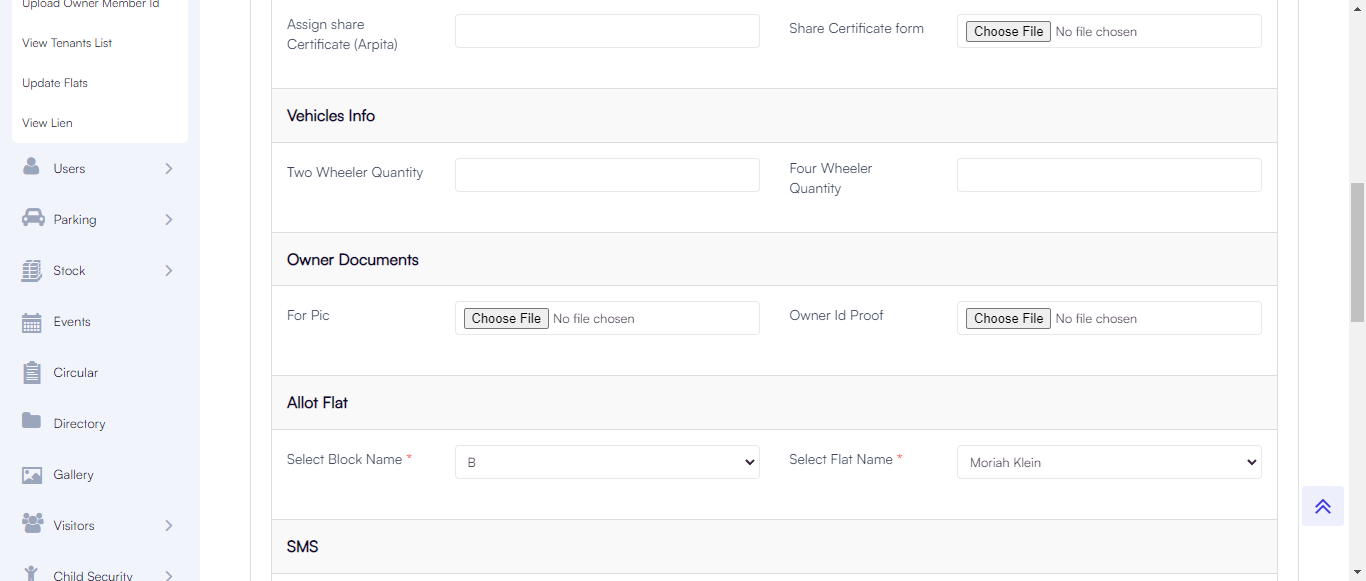 Upload Owner Member Id
View Tenants List
Update Flats
View Lien
Users
Parking
Stock
Events
Circular
Directory
Gallery
Visitors
Child Security
Assign share
Certificate (Arpita)
Share Certificate form
Choose File No file chosen
Vehicles Info
Two Wheeler Quantity
Four Wheeler
Quantity
Owner Documents
For Pic
Choose File No file chosen
Owner Id Proof
Choose File No file chosen
Allot Flat
Select Block Name *
B
Select Flat Name *
Moriah Klein
SMS